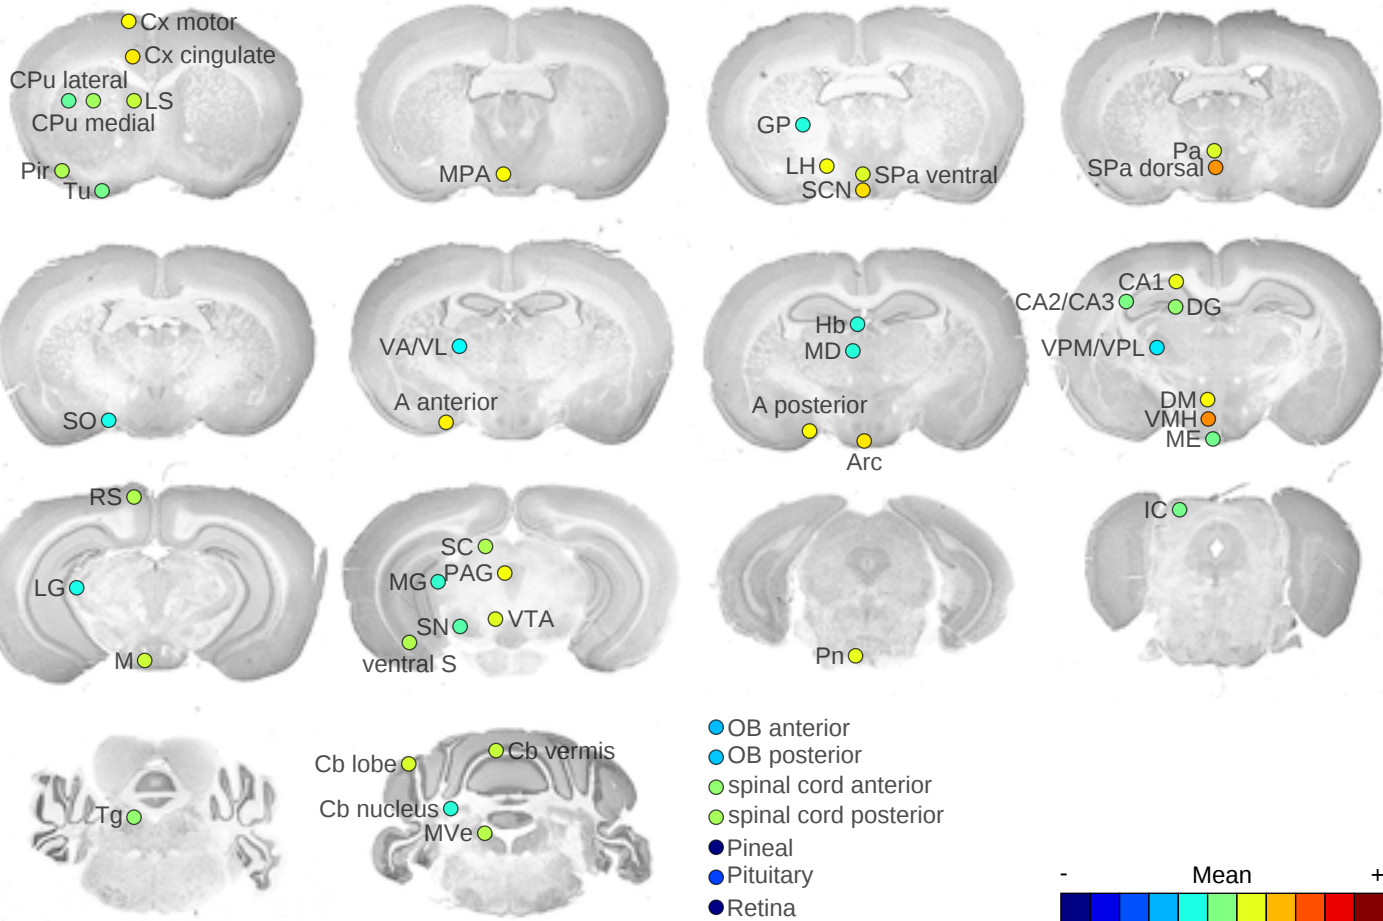 Cx motor
Cx cingulate
CPu lateral
LS
CPu medial
Pir
Tu
MPA
GP
LH
SPa ventral
SCN
Pa
SPa dorsal
SO
VA/VL
A anterior
Hb
MD
A posterior
Arc
CA1
CA2/CA3
DG
VPM/VPL
DM
VMH
ME
RS
LG
M
SC
PAG
MG
VTA
SN
ventral S
Pn
IC
Tg
Cb vermis
Cb lobe
Cb nucleus
MVe
OB anterior
OB posterior
spinal cord anterior
spinal cord posterior
Pineal
Pituitary
Retina
- Mean +